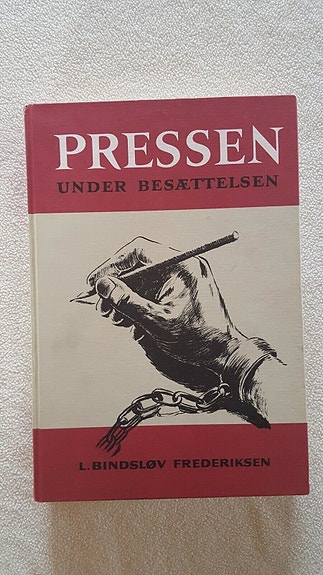 PRESSEN
UNDER BESÆTTELSEN
L. BINDSLØV FREDERIKSEN